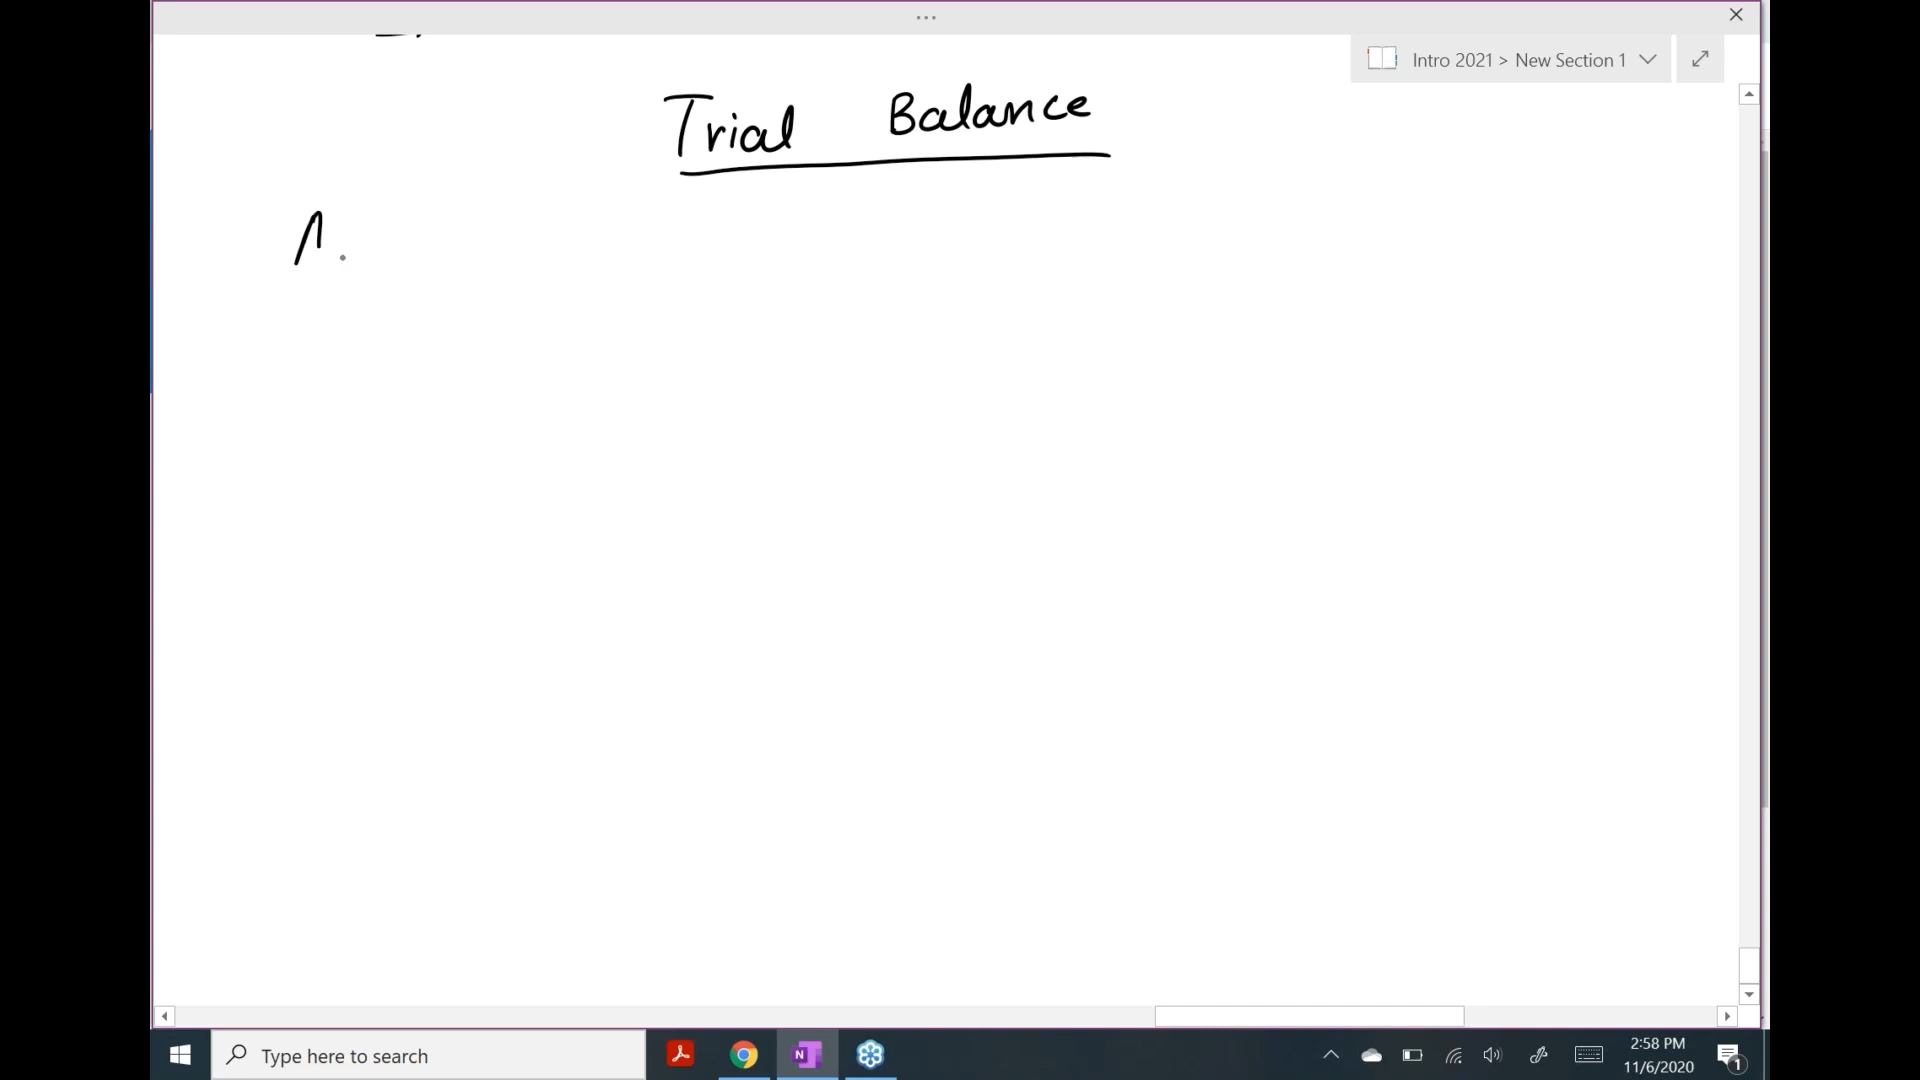 Intro 2021 > New Section 1
Trial Balance
Type here to search
2:58 PM
11/6/2020
1